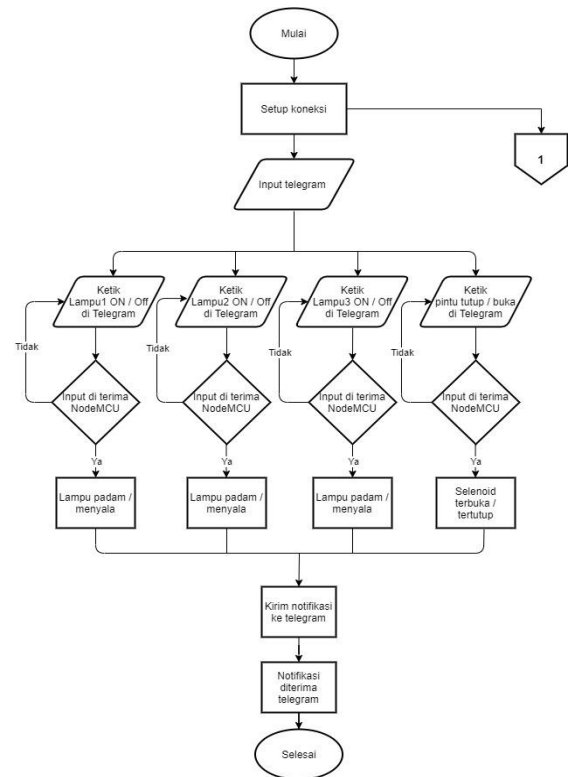 Mulai
Setup koneksi
1
Input telegram
Ketik
Lampu1 ON / Off
di Telegram
Ketik
Lampu2 ON / Off
di Telegram
Ketik
Lampu3 ON / Off
di Telegram
Ketik
pintu tutup / buka
di Telegram
Tidak
Tidak
Tidak
Tidak
Input di terima
NodeMCU
Input di terima
NodeMCU
Input di terima
NodeMCU
Input di terima
NodeMCU
Ya
Ya
Ya
Ya
Lampu padam /
menyala
Lampu padam /
menyala
Lampu padam /
menyala
Selenoid
terbuka /
tertutup
Kirim notifikasi
ke telegram
Notifikasi
diterima
telegram
Selesai